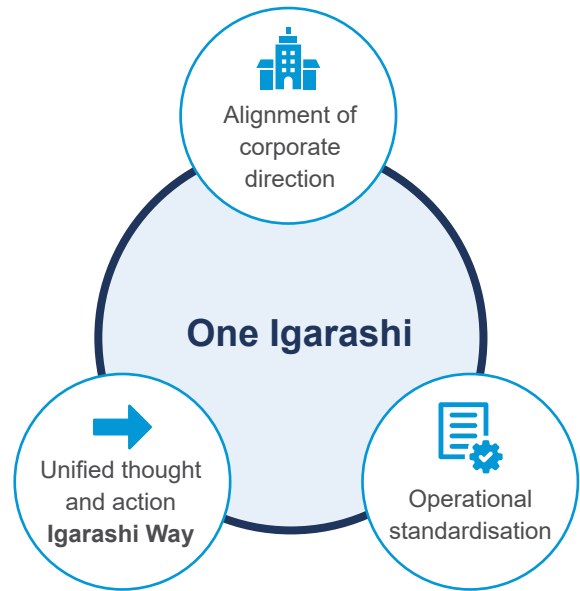 Alignment of
corporate
direction
One Igarashi
Unified thought
and action
Igarashi Way
Operational
standardisation